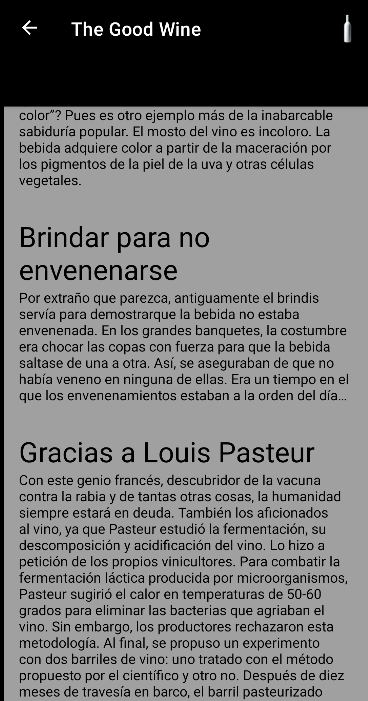 The Good Wine
color"? Pues es otro ejemplo más de la inabarcable
sabiduría popular. El mosto del vino es incoloro. La
bebida adquiere color a partir de la maceración por
los pigmentos de la piel de la uva y otras células
vegetales.
Brindar para no
envenenarse
Por extraño que parezca, antiguamente el brindis
servía para demostrarque la bebida no estaba
envenenada. En los grandes banquetes, la costumbre
era chocar las copas con fuerza para que la bebida
saltase de una a otra. Así, se aseguraban de que no
había veneno en ninguna de ellas. Era un tiempo en el
que los envenenamientos estaban a la orden del día...
Gracias a Louis Pasteur
Con este genio francés, descubridor de la vacuna
contra la rabia y de tantas otras cosas, la humanidad
siempre estará en deuda. También los aficionados
al vino, ya que Pasteur estudió la fermentación, su
descomposición y acidificación del vino. Lo hizo a
petición de los propios vinicultores. Para combatir la
fermentación láctica producida por microorganismos,
Pasteur sugirió el calor en temperaturas de 50-60
grados para eliminar las bacterias que agriaban el
vino. Sin embargo, los productores rechazaron esta
metodología. Al final, se propuso un experimento
con dos barriles de vino: uno tratado con el método
propuesto por el científico y otro no. Después de diez
meses de travesía en barco, el barril pasteurizado